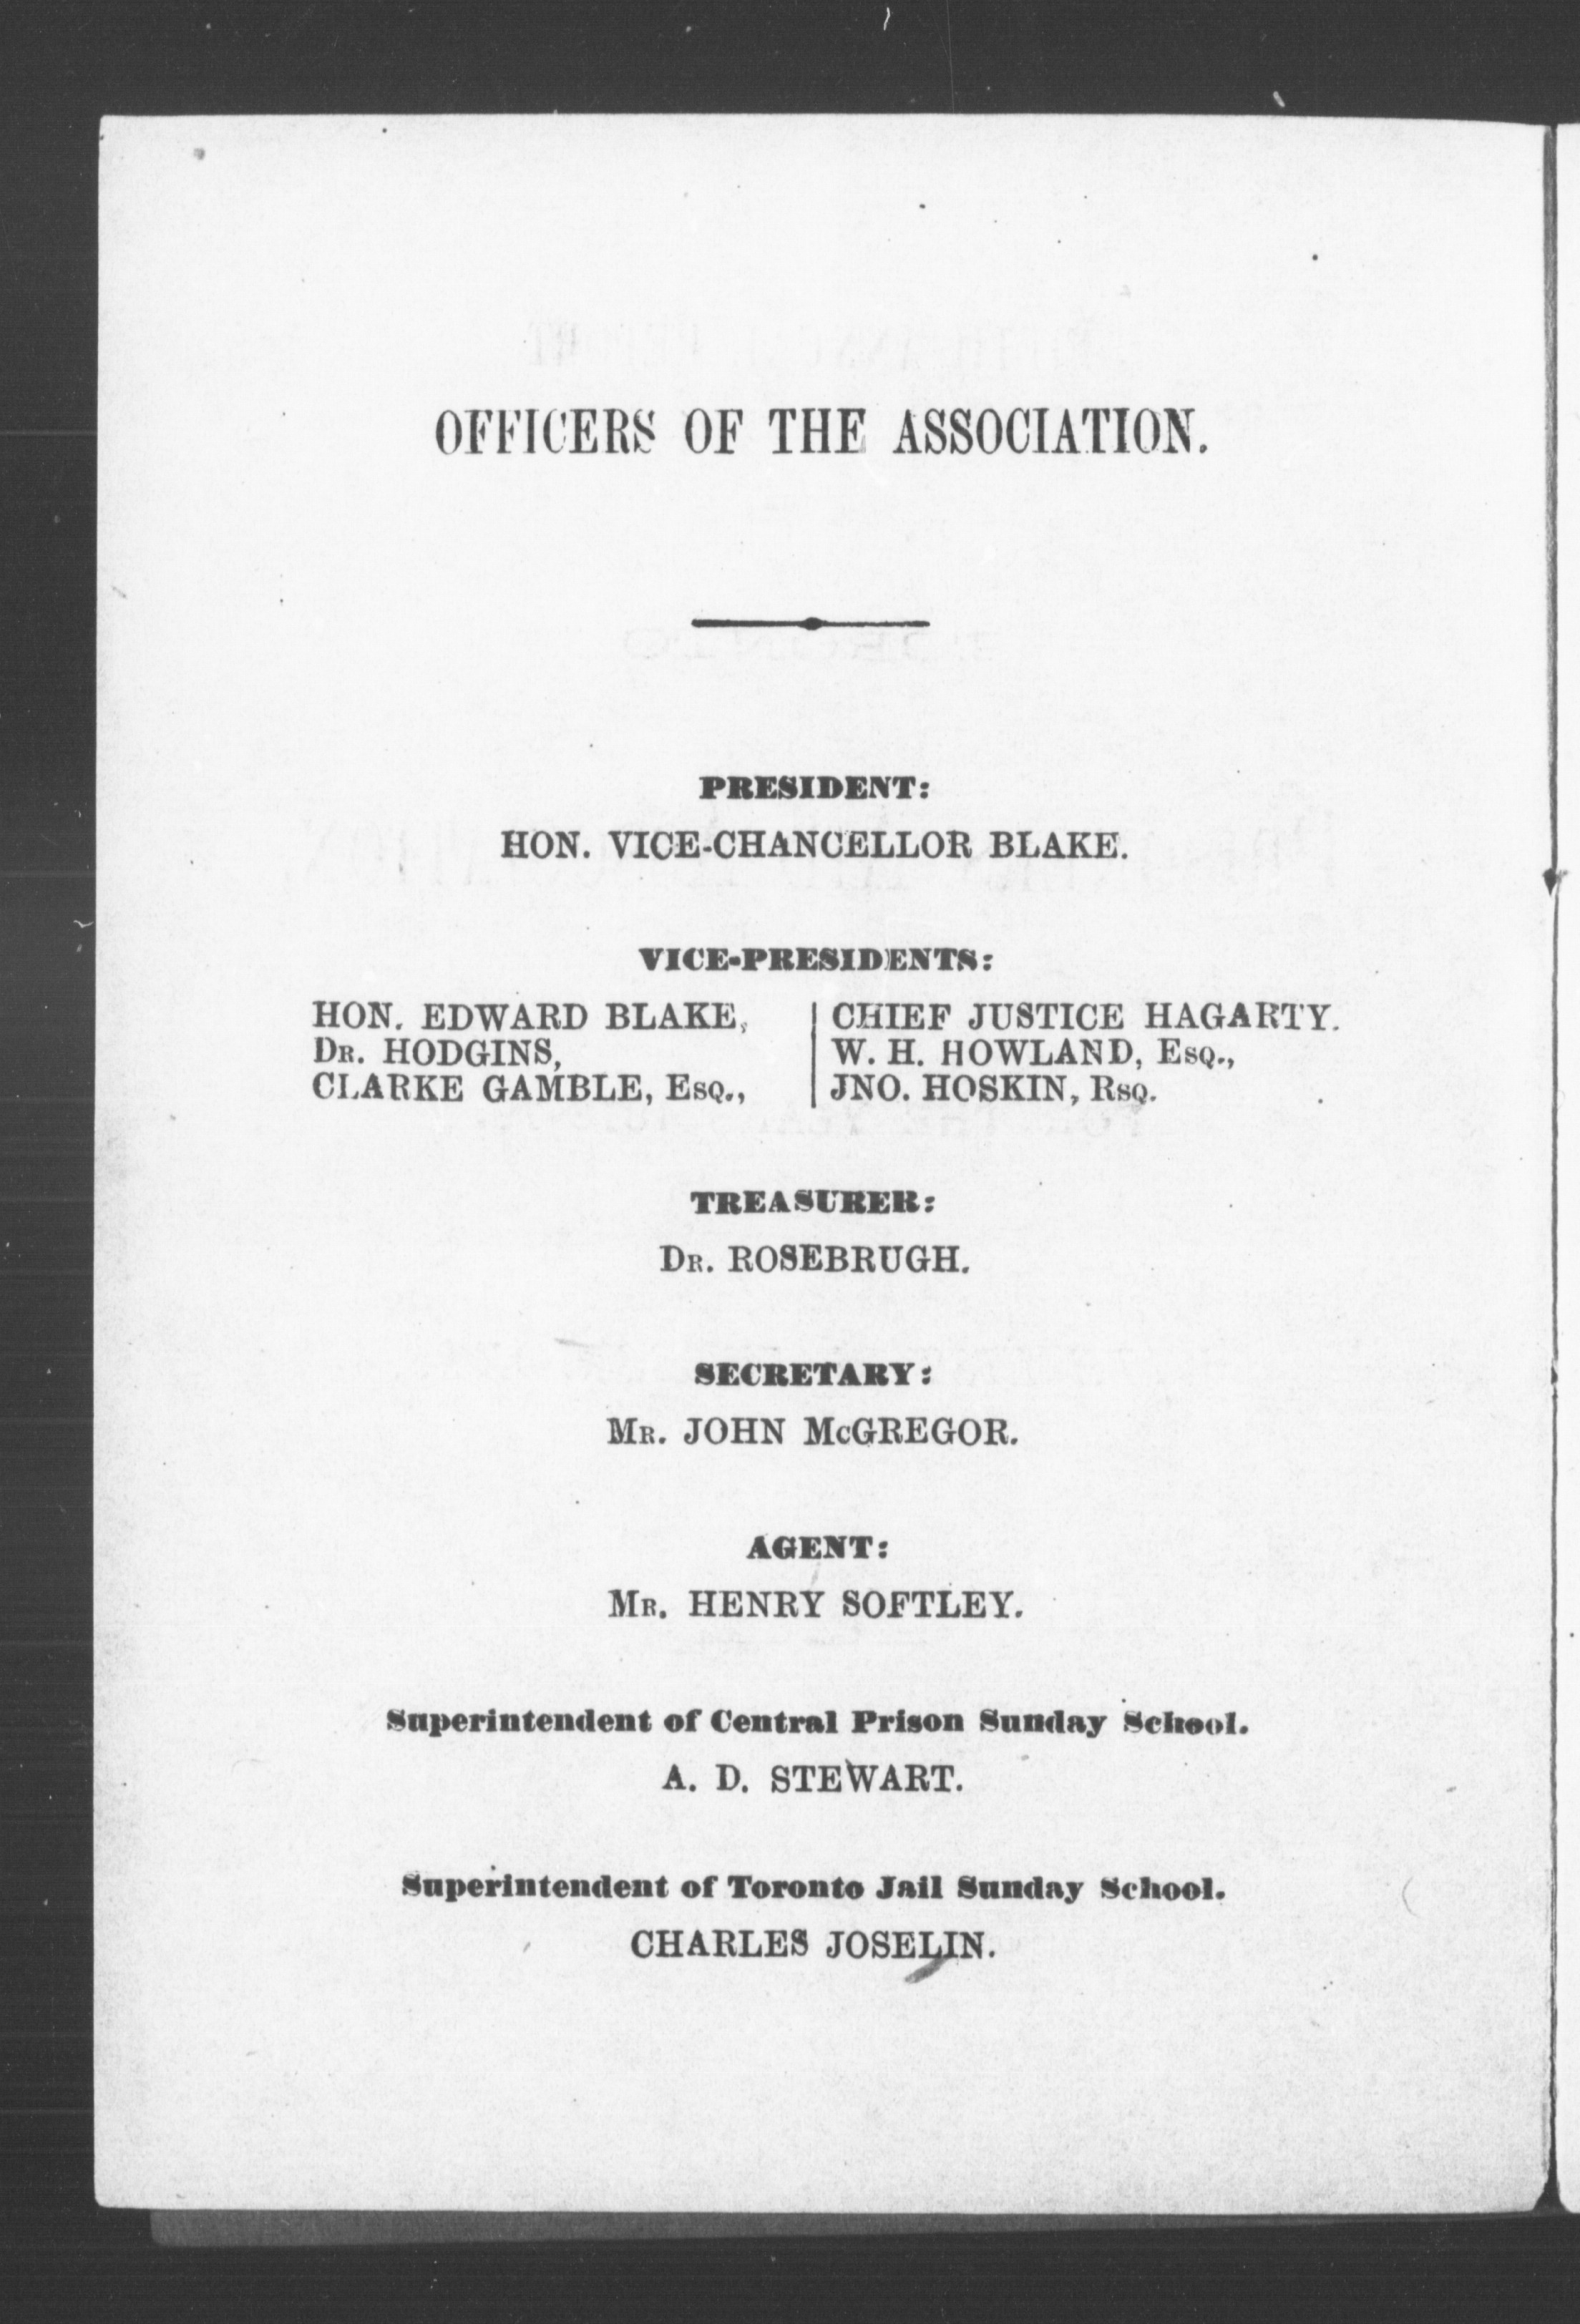 OFFICERS OF THE ASSOCIATION.
PRESIDENT:
HON. VICE-CHANCELLOR BLAKE.
VICE-PRESIDENTS:
HON. EDWARD BLAKE,
DR. HODGINS,
CLARKE GAMBLE, ESQ.,
CHIEF JUSTICE HAGARTY.
W. H. HOWLAND, ESQ.,
JNO. HOSKIN, RSQ.
TREASURER:
DR. ROSEBRUGH.
SECRETARY:
MR. JOHN McGREGOR.
AGENT:
MR. HENRY SOFTLEY.
Superintendent of Central Prison Sunday School.
A. D. STEWART.
Superintendent of Toronto Jail Sunday School.
CHARLES JOSELIN.